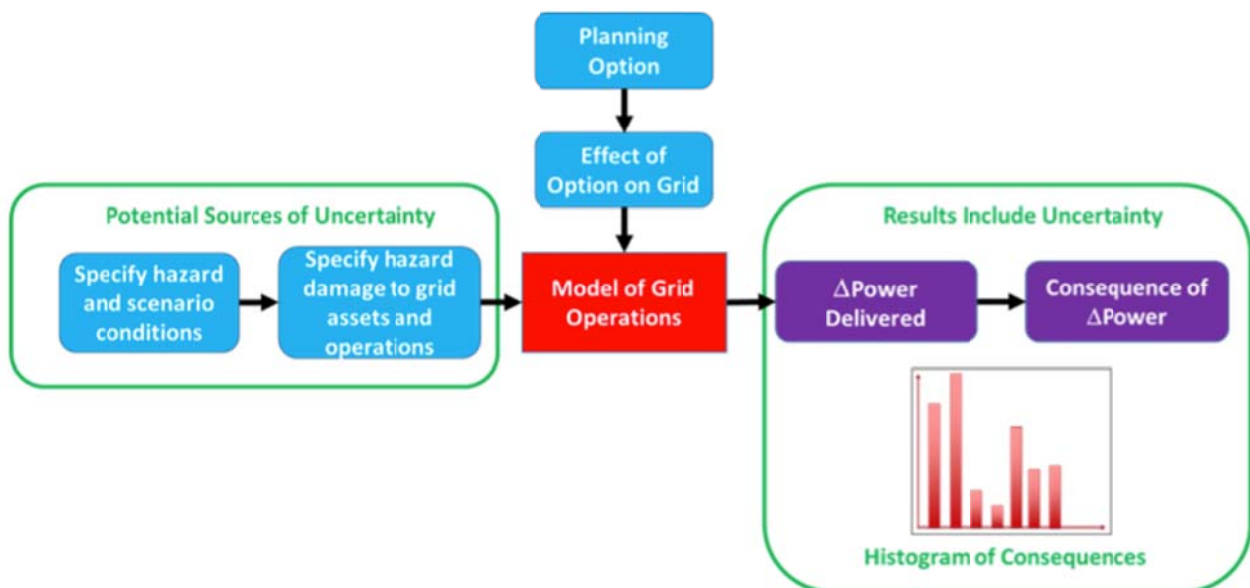 Planning
Option
Effect of
Option on Grid
Potential Sources of Uncertainty
Specify hazard
and scenario
conditions
Specify hazard
damage to grid
assets and
operations
Model of Grid
Operations
Results Include Uncertainty
ΔPower
Delivered
Consequence of
ΔPower
Histogram of Consequences